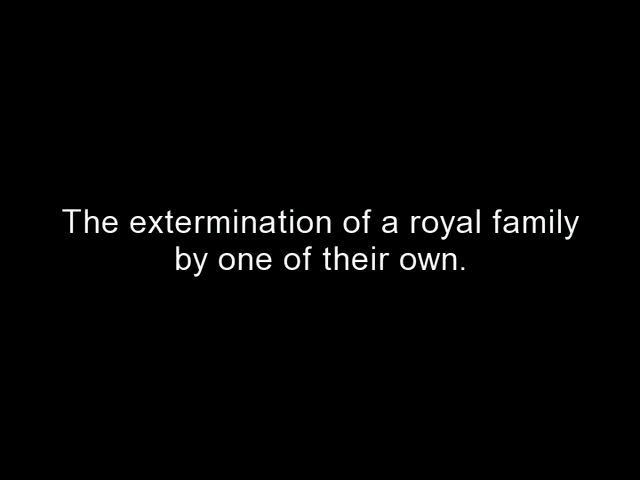 The extermination of a royal family
by one of their own.